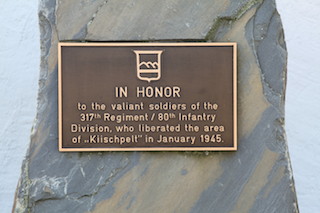 IN HONOR
to the valiant soldiers of the
317th Regiment / 80th Infantry
Division, who liberated the area
of „Klischpelt" in January 1945.